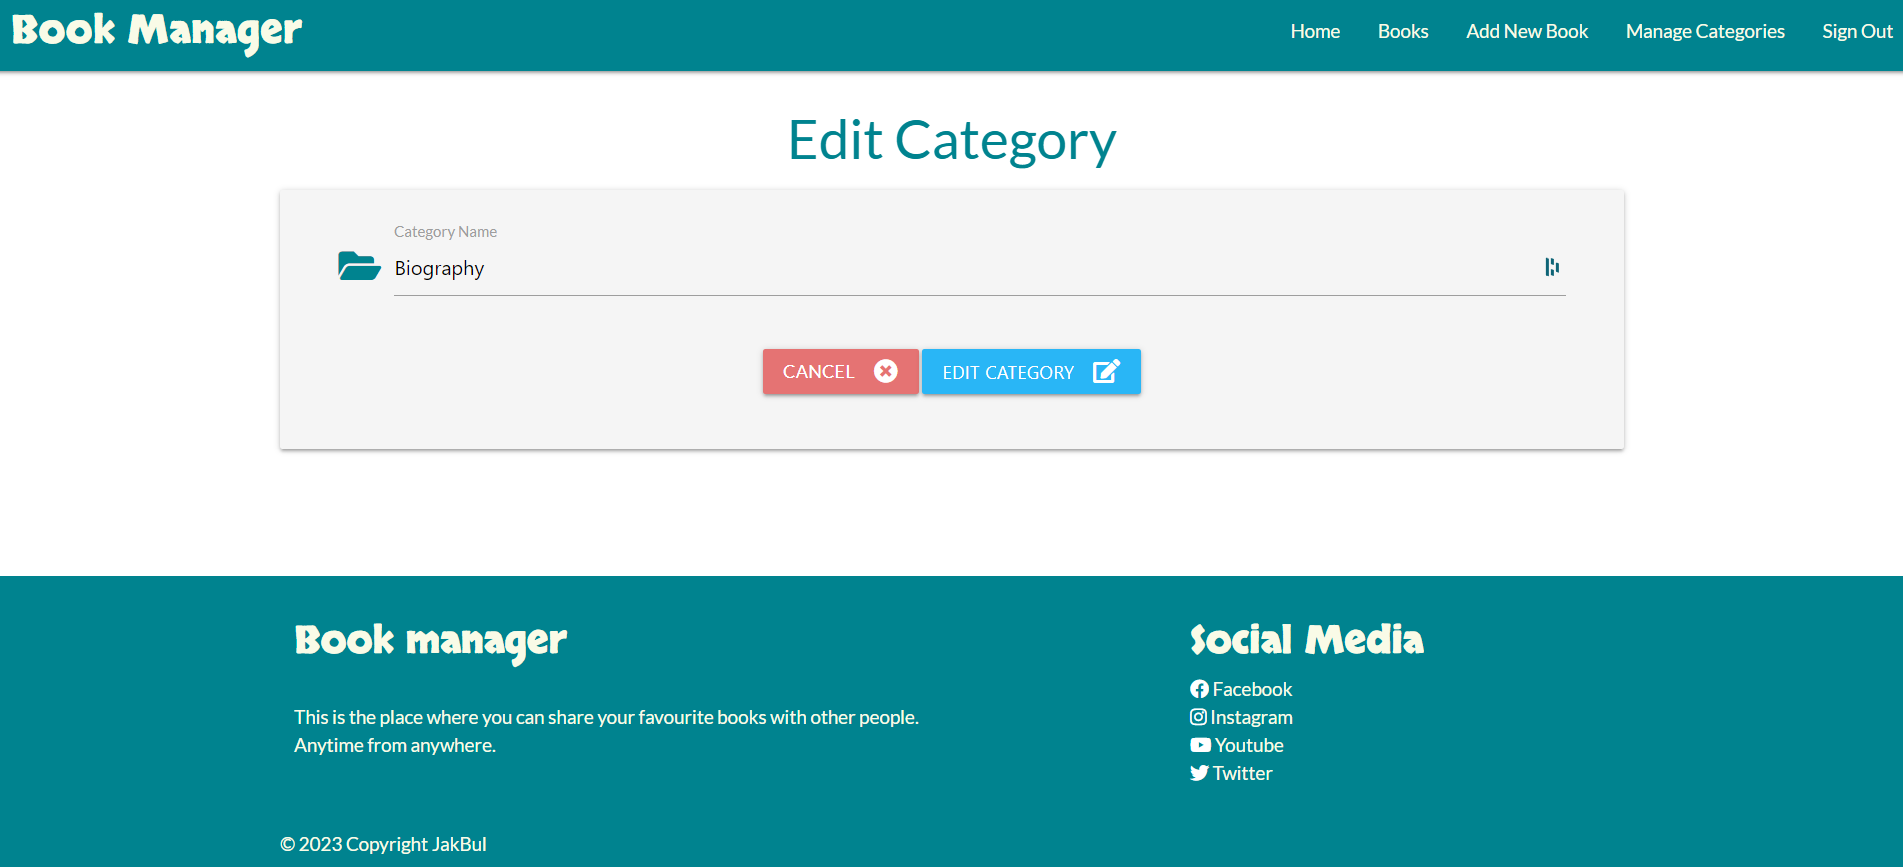 Book Manager
Home Books Add New Book Manage Categories Sign Out
Edit Category
Category Name
Biography
CANCEL EDIT CATEGORY
Book manager
This is the place where you can share your favourite books with other people.
Anytime from anywhere.
Social Media
Facebook
Instagram
Youtube
Twitter
© 2023 Copyright JakBul